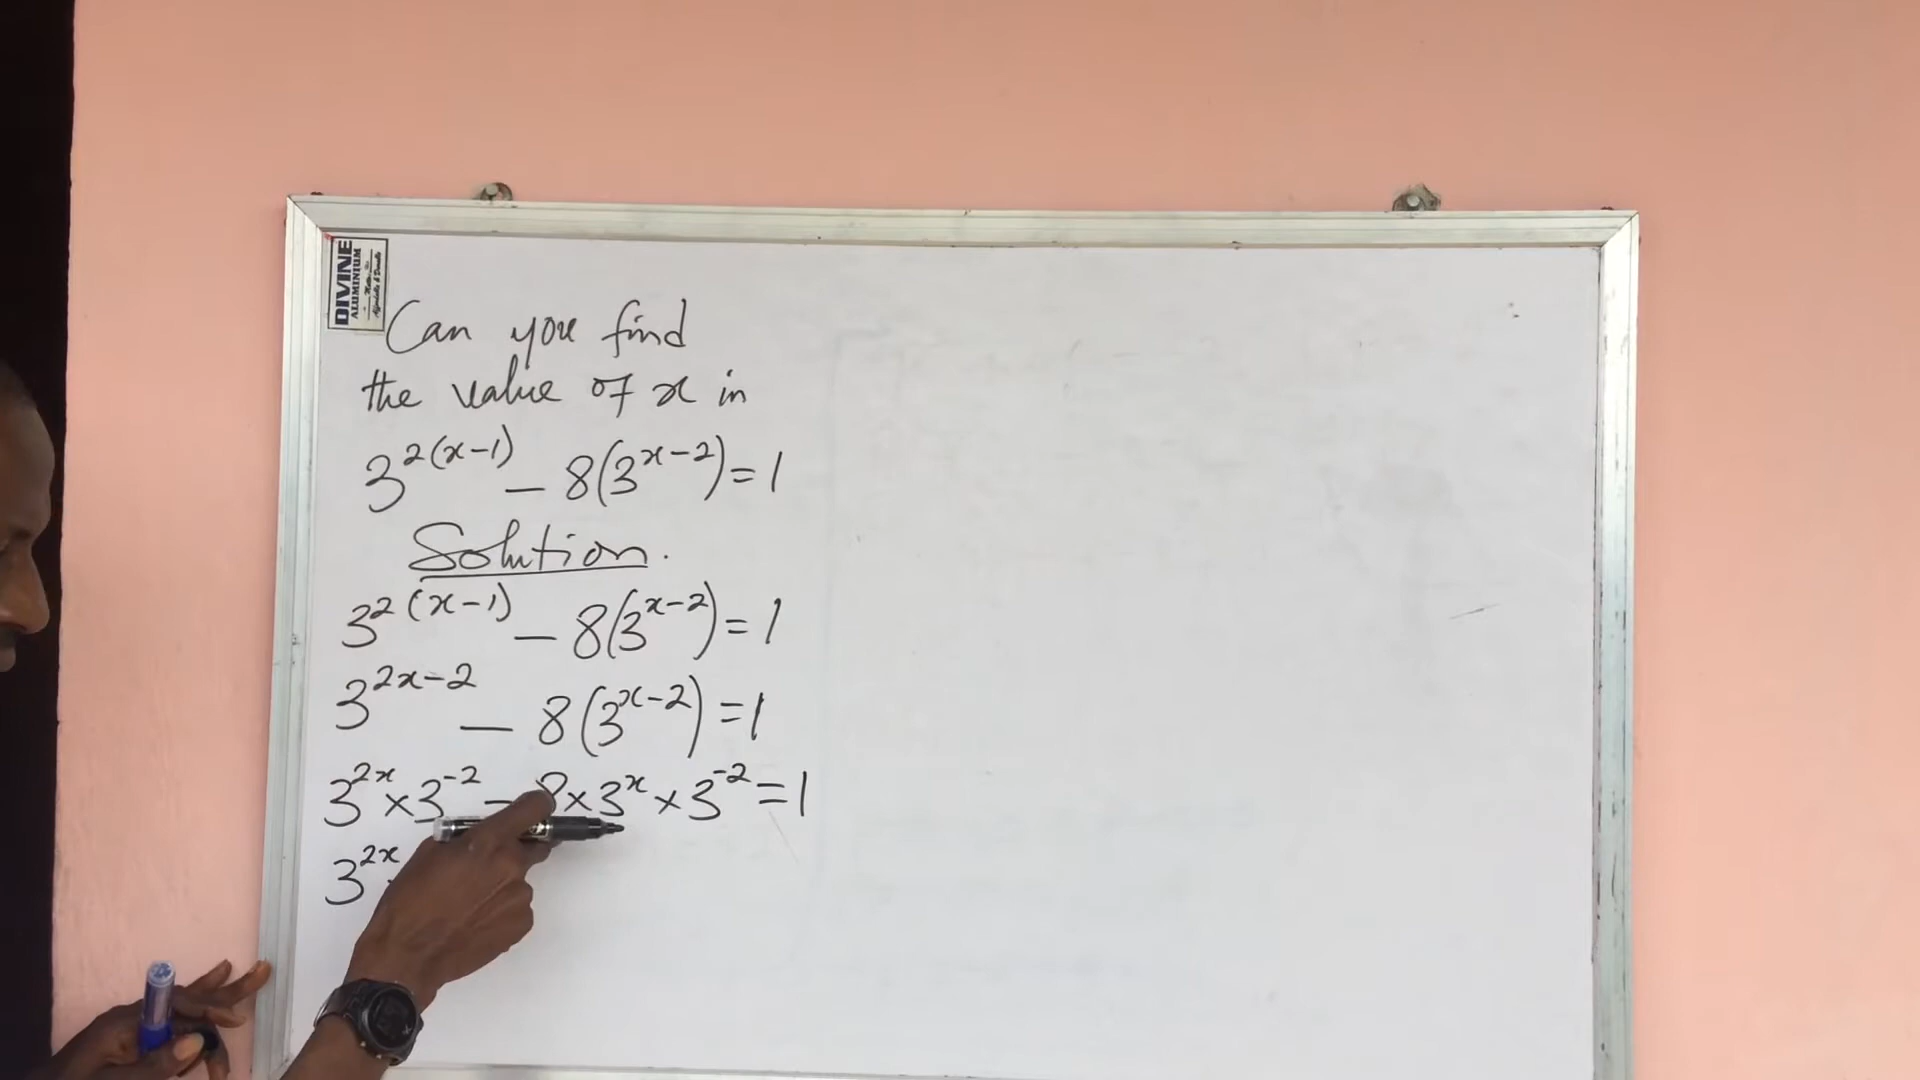 DIVINE
ALUMINIUM
Can you find
the value of x in
3^{2(x-1)} - 8(3^{x-2}) = 1
Solution.
3^{2(x-1)} - 8(3^{x-2}) = 1
3^{2x-2} - 8(3^{x-2}) = 1
3^{2x} × 3^{-2} - 8 × 3^{x} × 3^{-2} = 1
3^{2x}